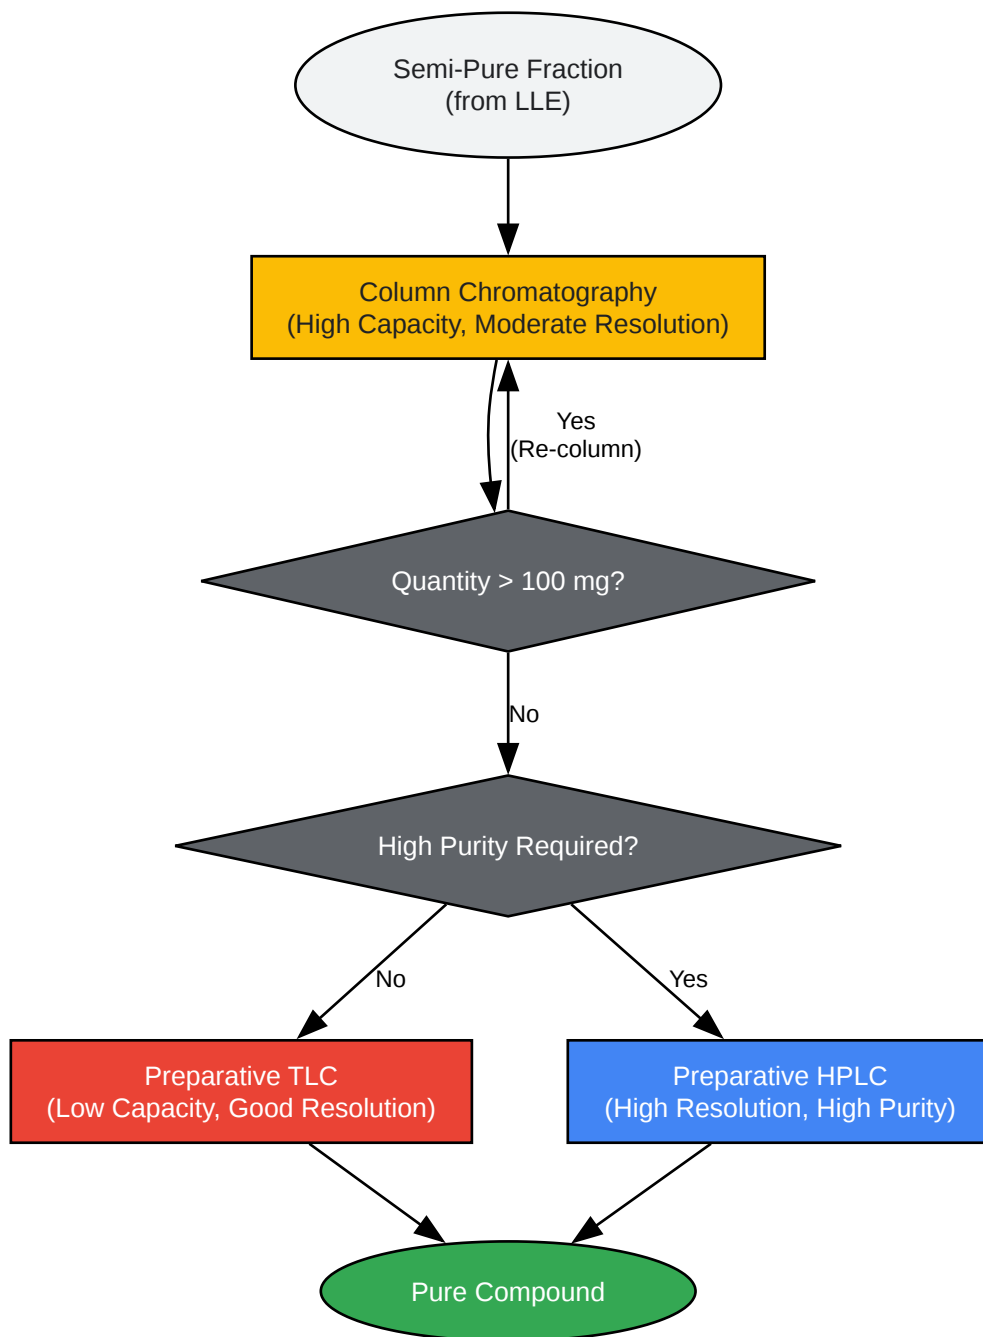 Semi-Pure Fraction
(from LLE)
Column Chromatography
(High Capacity, Moderate Resolution)
Yes
(Re-column)
Quantity > 100 mg?
No
High Purity Required?
No
Yes
Preparative TLC
(Low Capacity, Good Resolution)
Preparative HPLC
(High Resolution, High Purity)
Pure Compound